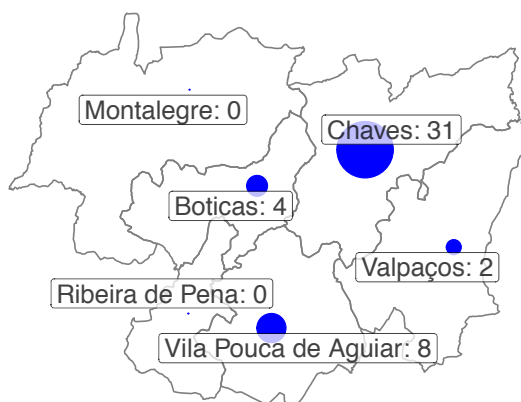 Montalegre: 0
Chaves: 31
Boticas: 4
Valpaços: 2
Ribeira de Pena: 0
Vila Pouca de Aguiar: 8